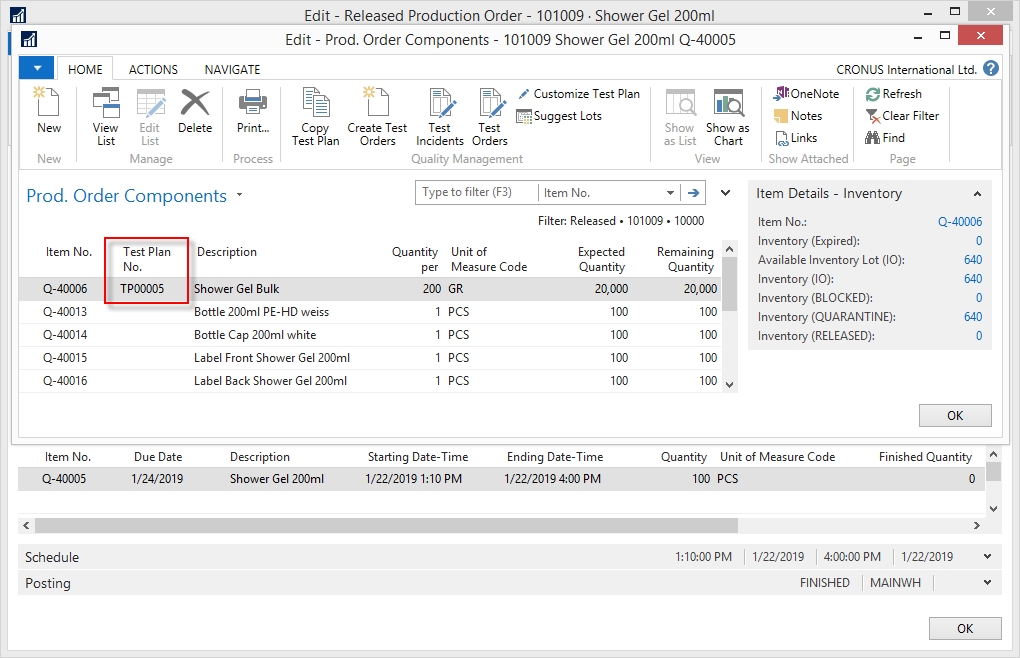 Edit - Released Production Order - 101009 · Shower Gel 200ml
Edit - Prod. Order Components - 101009 Shower Gel 200ml Q-40005
HOME ACTIONS NAVIGATE CRONUS International Ltd. ?
New
View List
Edit List
Delete
Print...
Copy Test Plan
Create Test Orders
Test Incidents
Test Orders
Customize Test Plan
Suggest Lots
Show as List
Show as Chart
OneNote
Notes
Links
Refresh
Clear Filter
Find
New Manage Process Quality Management View Show Attached Page
Prod. Order Components
Type to filter (F3) Item No.
Filter: Released • 101009 • 10000
Item No. Test Plan No. Description Quantity per Unit of Measure Code Expected Quantity Remaining Quantity
Q-40006 TP00005 Shower Gel Bulk 200 GR 20,000 20,000
Q-40013 Bottle 200ml PE-HD weiss 1 PCS 100 100
Q-40014 Bottle Cap 200ml white 1 PCS 100 100
Q-40015 Label Front Shower Gel 200ml 1 PCS 100 100
Q-40016 Label Back Shower Gel 200ml 1 PCS 100 100
Item Details - Inventory
Item No.: Q-40006
Inventory (Expired): 0
Available Inventory Lot (IO): 640
Inventory (IO): 640
Inventory (BLOCKED): 0
Inventory (QUARANTINE): 640
Inventory (RELEASED): 0
OK
Item No. Due Date Description Starting Date-Time Ending Date-Time Quantity Unit of Measure Code Finished Quantity
Q-40005 1/24/2019 Shower Gel 200ml 1/22/2019 1:10 PM 1/22/2019 4:00 PM 100 PCS 0
Schedule 1:10:00 PM 1/22/2019 4:00:00 PM 1/22/2019
Posting FINISHED MAINWH
OK